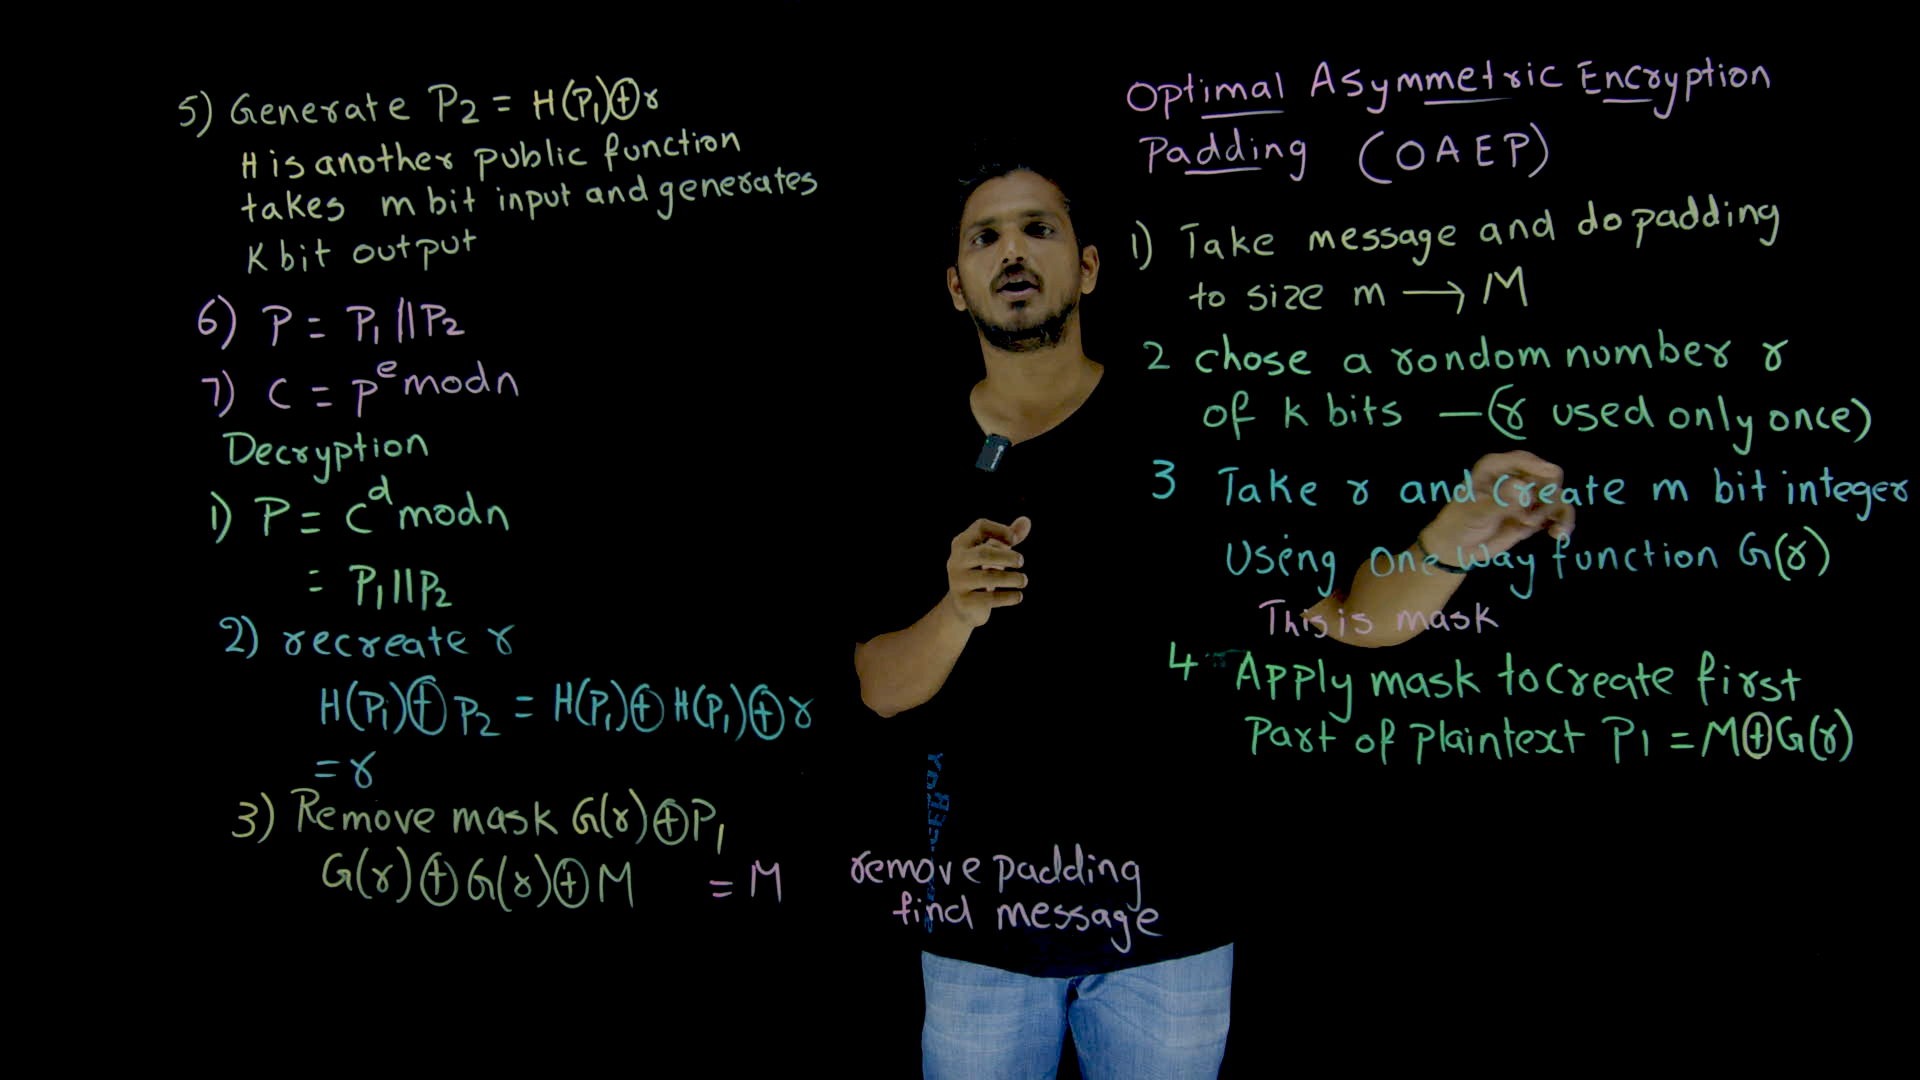 Optimal Asymmetric Encryption
Padding (OAEP)
1) Take message and do padding
to size m → M
2 chose a rondom number r
of k bits — (r used only once)
3 Take r and create m bit integer
Using One way function G(r)
This is mask
4 Apply mask to create first
Part of plaintext P1 = M⊕G(r)
5) Generate P2 = H(P1)⊕r
H is another public function
takes m bit input and generates
K bit output
6) P = P1 || P2
7) C = P^e mod n
Decryption
1) P = C^d mod n
= P1 || P2
2) recreate r
H(P1)⊕P2 = H(P1)⊕H(P1)⊕r
= r
3) Remove mask G(r)⊕P1
G(r)⊕G(r)⊕M = M
remove padding
find message